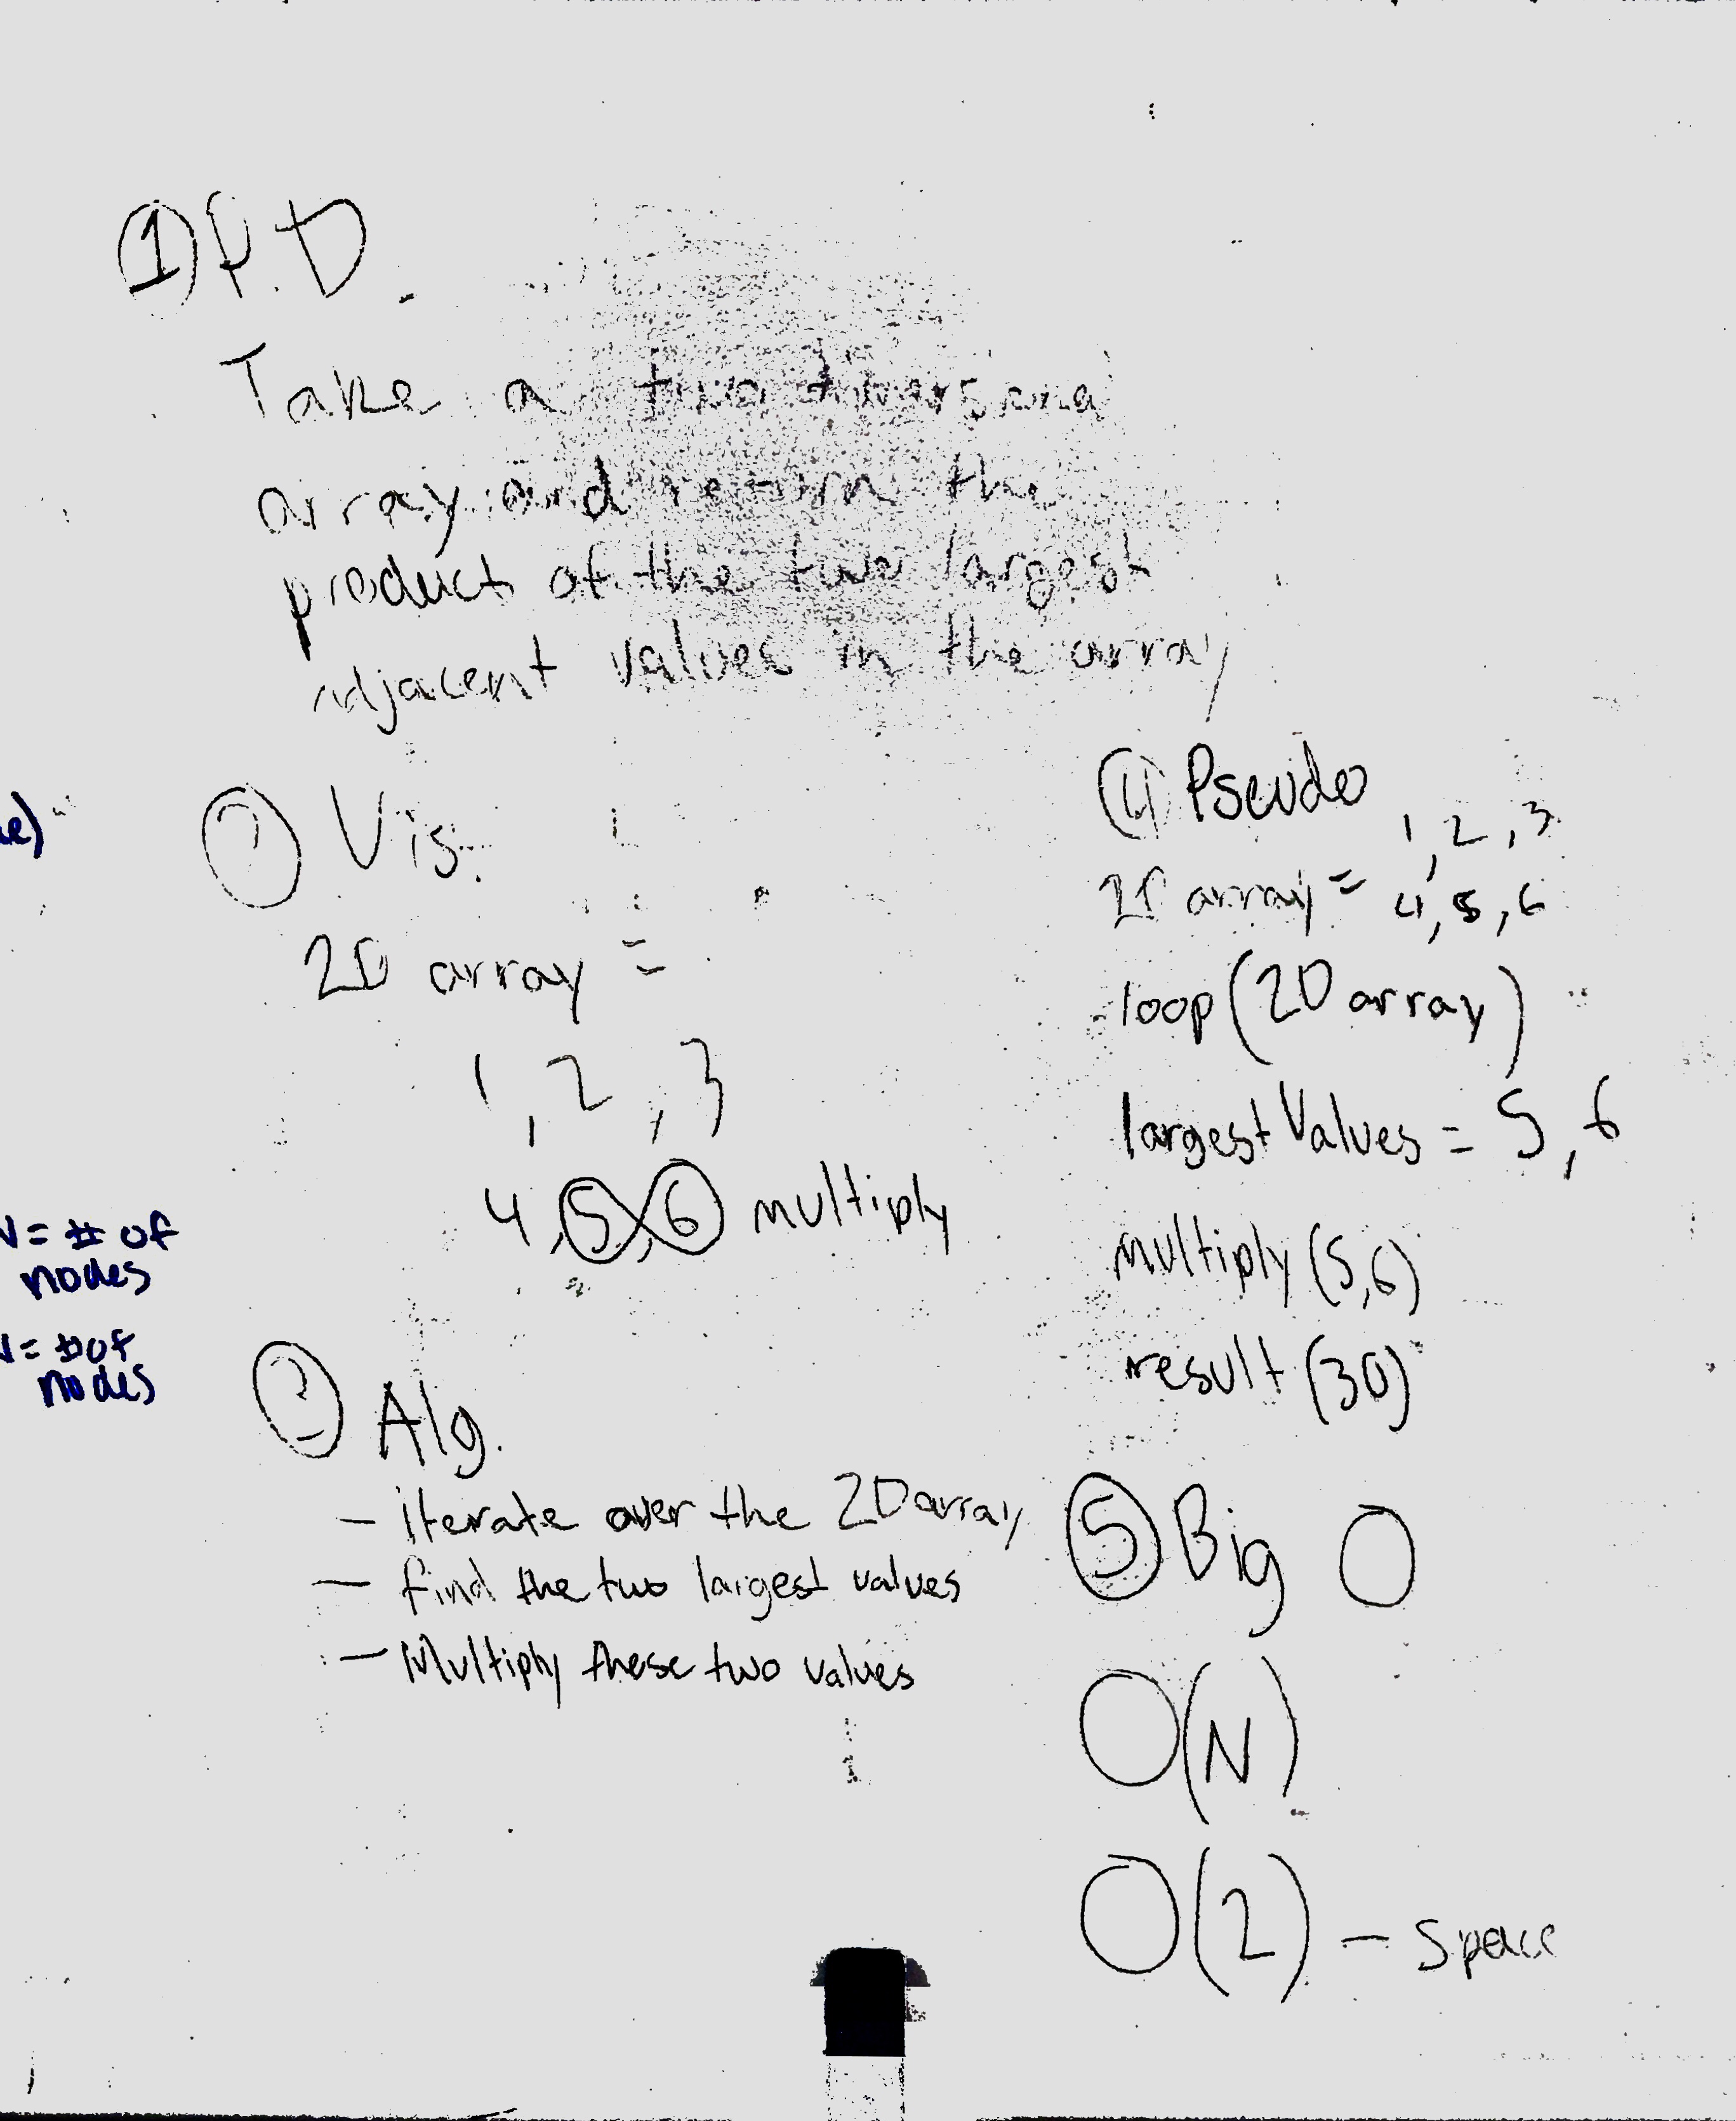 ① P.D.
Take a two dimensional
array and return the
product of the two largest
adjacent values in the array
② Vis.
2D array =
1, 2, 3
4, 5, 6 multiply
③ Alg.
- iterate over the 2D array
- find the two largest values
- Multiply these two values
④ Pseudo
1, 2, 3
2D array = 4, 5, 6
loop (2D array)
largest Values = 5, 6
multiply (5,6)
result (30)
⑤ Big O
O(N)
O(2) - Space
= # of
nodes
= # of
nodes